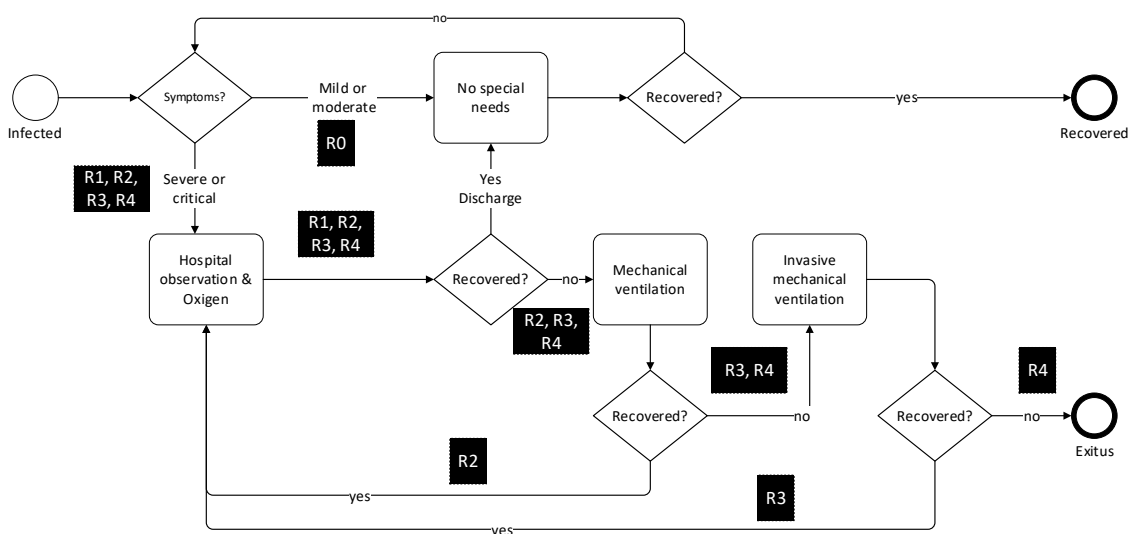 no
Symptoms?
Mild or
moderate
No special
needs
Recovered?
yes
Infected
Recovered
R0
R1, R2,
R3, R4
Severe or
critical
Yes
Discharge
R1, R2,
R3, R4
Hospital
observation &
Oxigen
Recovered?
no
Mechanical
ventilation
Invasive
mechanical
ventilation
R2, R3,
R4
R3, R4
R4
Recovered?
no
Recovered?
no
Exitus
R2
yes
R3
yes